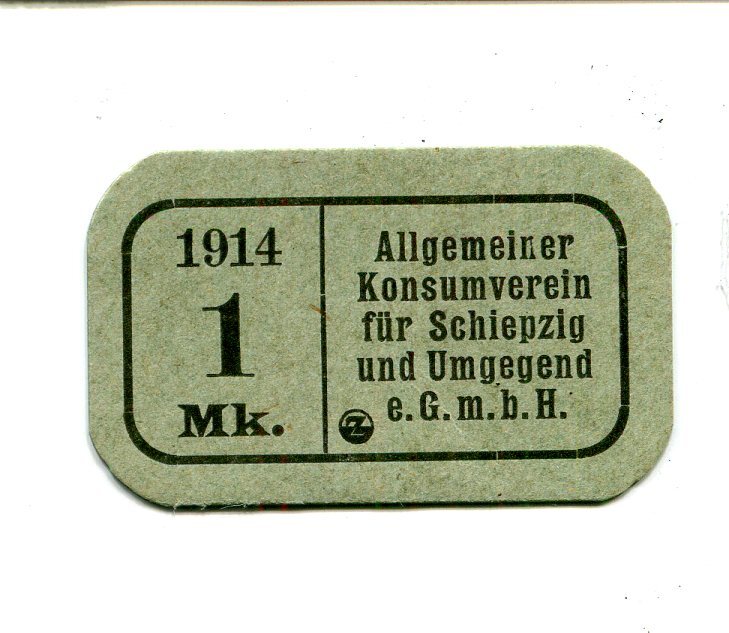 1914
1
Mk.
Allgemeiner
Konsumverein
für Schiepzig
und Umgegend
e.G.m.b.H.
Z